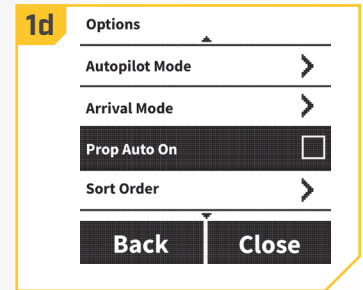 1d
Options
Autopilot Mode
Arrival Mode
Prop Auto On
Sort Order
Back Close